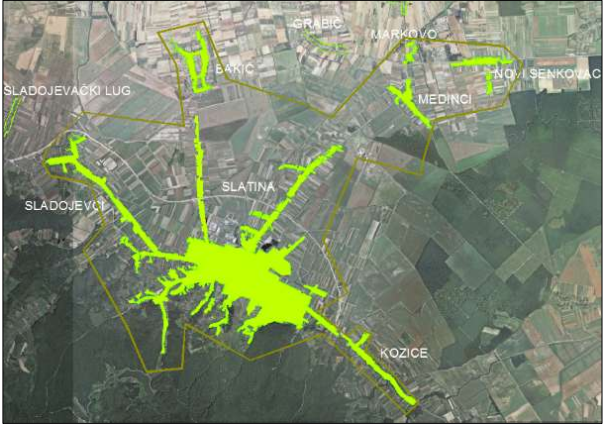 GRABIĆ
MARKOVO
BAKIĆ
NOVI SENKOVAC
SLADOJEVAČKI LUG
MEDINCI
SLATINA
SLADOJEVCI
KOZICE